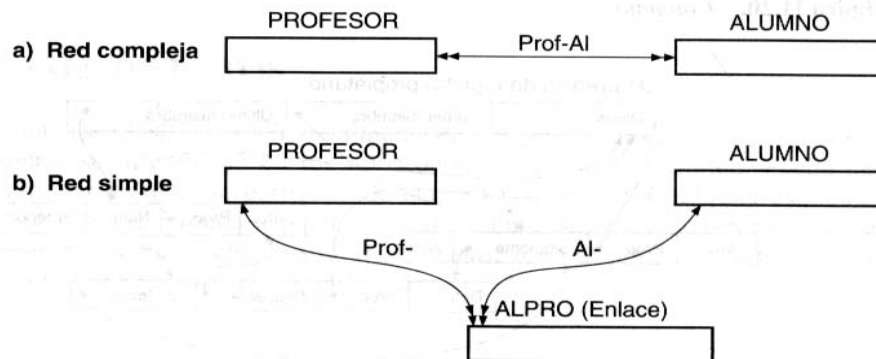 PROFESOR
ALUMNO
a) Red compleja
Prof-Al
PROFESOR
ALUMNO
b) Red simple
Prof-
Al-
ALPRO (Enlace)